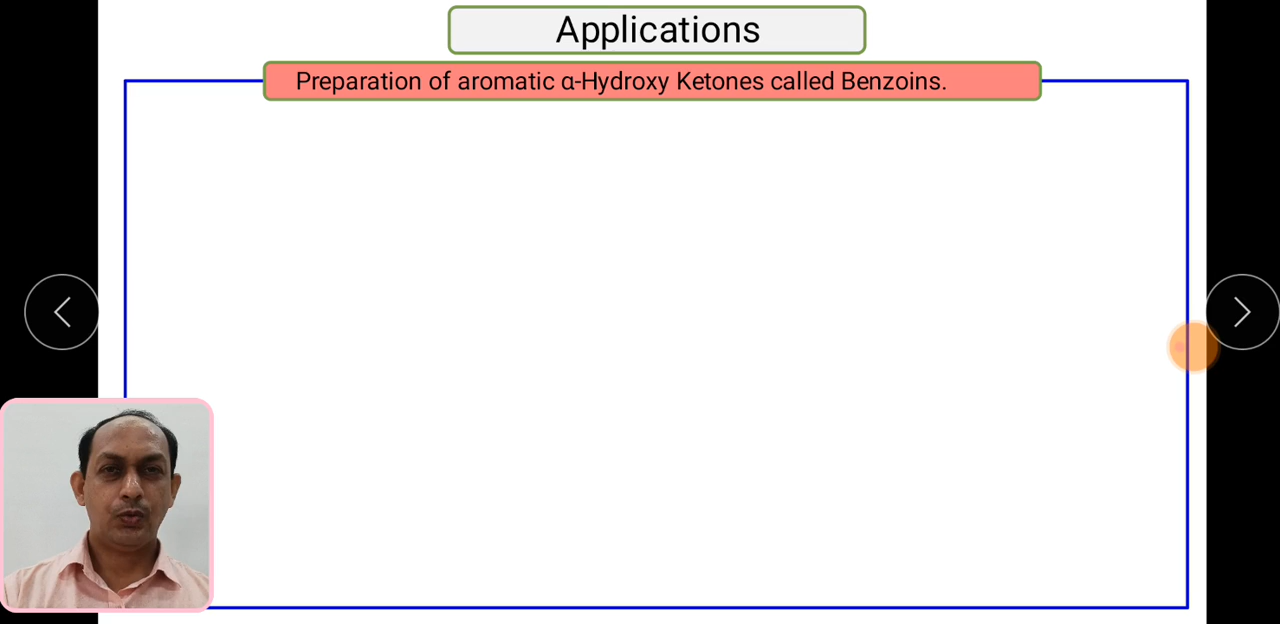 Applications
Preparation of aromatic α-Hydroxy Ketones called Benzoins.